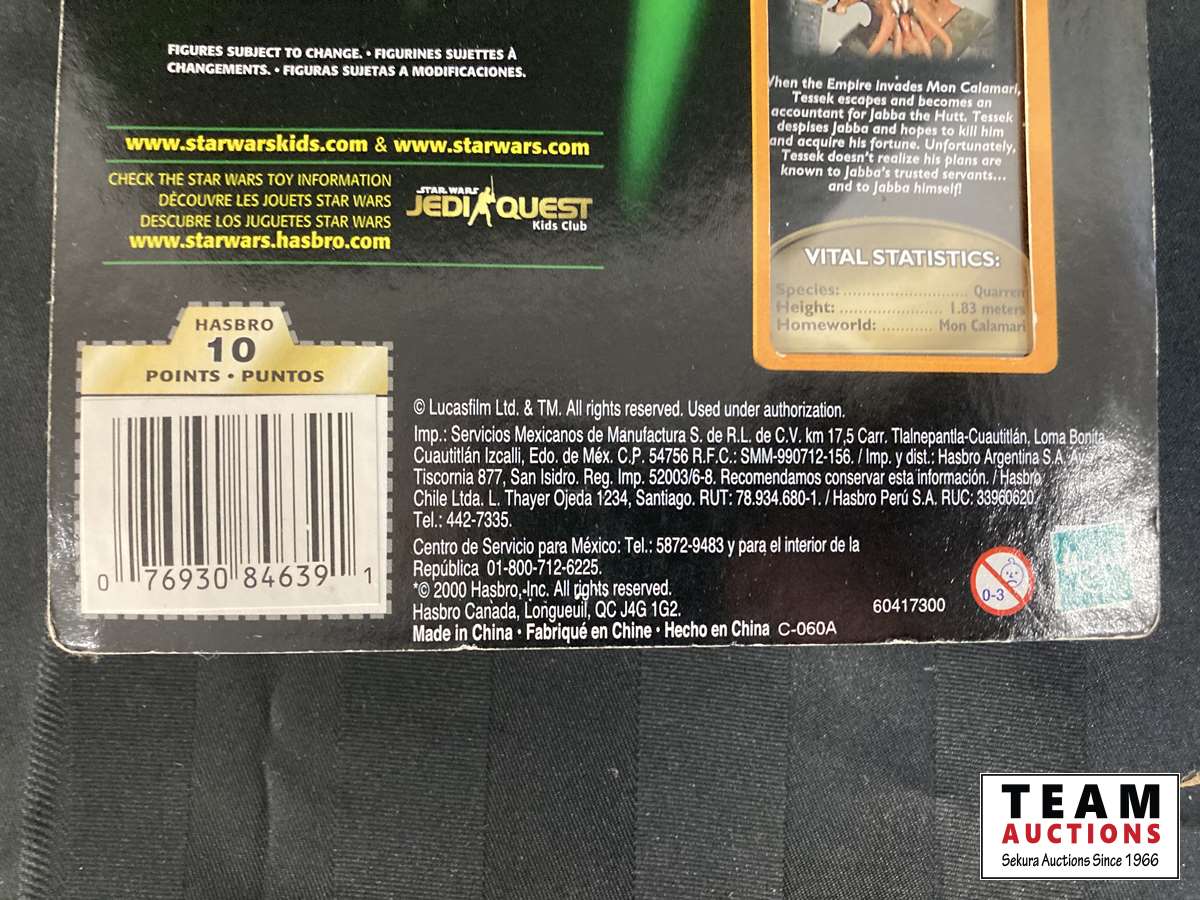 FIGURES SUBJECT TO CHANGE. • FIGURINES SUJETTES À
CHANGEMENTS. • FIGURAS SUJETAS A MODIFICACIONES.
www.starwarskids.com & www.starwars.com
CHECK THE STAR WARS TOY INFORMATION
DÉCOUVRE LES JOUETS STAR WARS
DESCUBRE LOS JUGUETES STAR WARS
www.starwars.hasbro.com
STAR WARS
JEDI QUEST
Kids Club
When the Empire invades Mon Calamari,
Tessek escapes and becomes an
accountant for Jabba the Hutt. Tessek
despises Jabba and hopes to kill him
and acquire his fortune. Unfortunately,
Tessek doesn't realize his plans are
known to Jabba's trusted servants...
and to Jabba himself!
VITAL STATISTICS:
Species: .......................... Quarren
Height: ...................... 1.83 meters
Homeworld: ........... Mon Calamari
HASBRO
10
POINTS • PUNTOS
0 76930 84639 1
© Lucasfilm Ltd. & TM. All rights reserved. Used under authorization.
Imp.: Servicios Mexicanos de Manufactura S. de R.L. de C.V. km 17,5 Carr. Tlalnepantla-Cuautitlán, Loma Bonita
Cuautitlán Izcalli, Edo. de Méx. C.P. 54756 R.F.C.: SMM-990712-156. / Imp. y dist.: Hasbro Argentina S.A. Av.
Tiscornia 877, San Isidro. Reg. Imp. 52003/6-8. Recomendamos conservar esta información. / Hasbro
Chile Ltda. L. Thayer Ojeda 1234, Santiago. RUT: 78.934.680-1. / Hasbro Perú S.A. RUC: 33960620.
Tel.: 442-7335.
Centro de Servicio para México: Tel.: 5872-9483 y para el interior de la
República 01-800-712-6225.
*© 2000 Hasbro, Inc. All rights reserved.
Hasbro Canada, Longueuil, QC J4G 1G2.
Made in China • Fabriqué en Chine • Hecho en China C-060A
60417300
0-3
TEAM
AUCTIONS
Sekura Auctions Since 1966